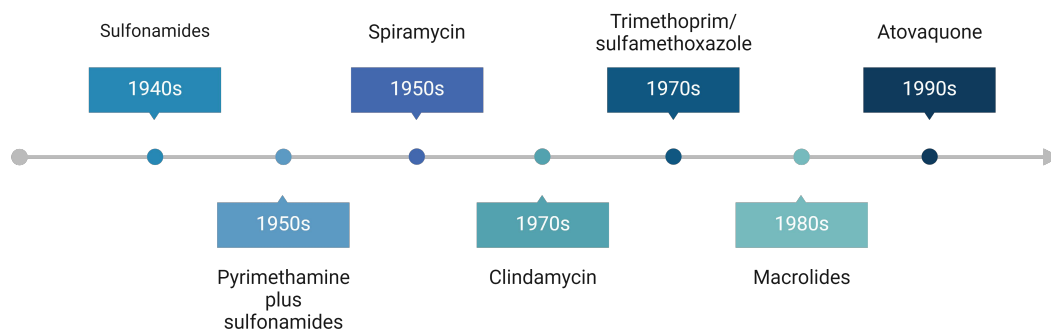 Sulfonamides
1940s
1950s
Pyrimethamine
plus
sulfonamides
Spiramycin
1950s
1970s
Clindamycin
Trimethoprim/
sulfamethoxazole
1970s
1980s
Macrolides
Atovaquone
1990s